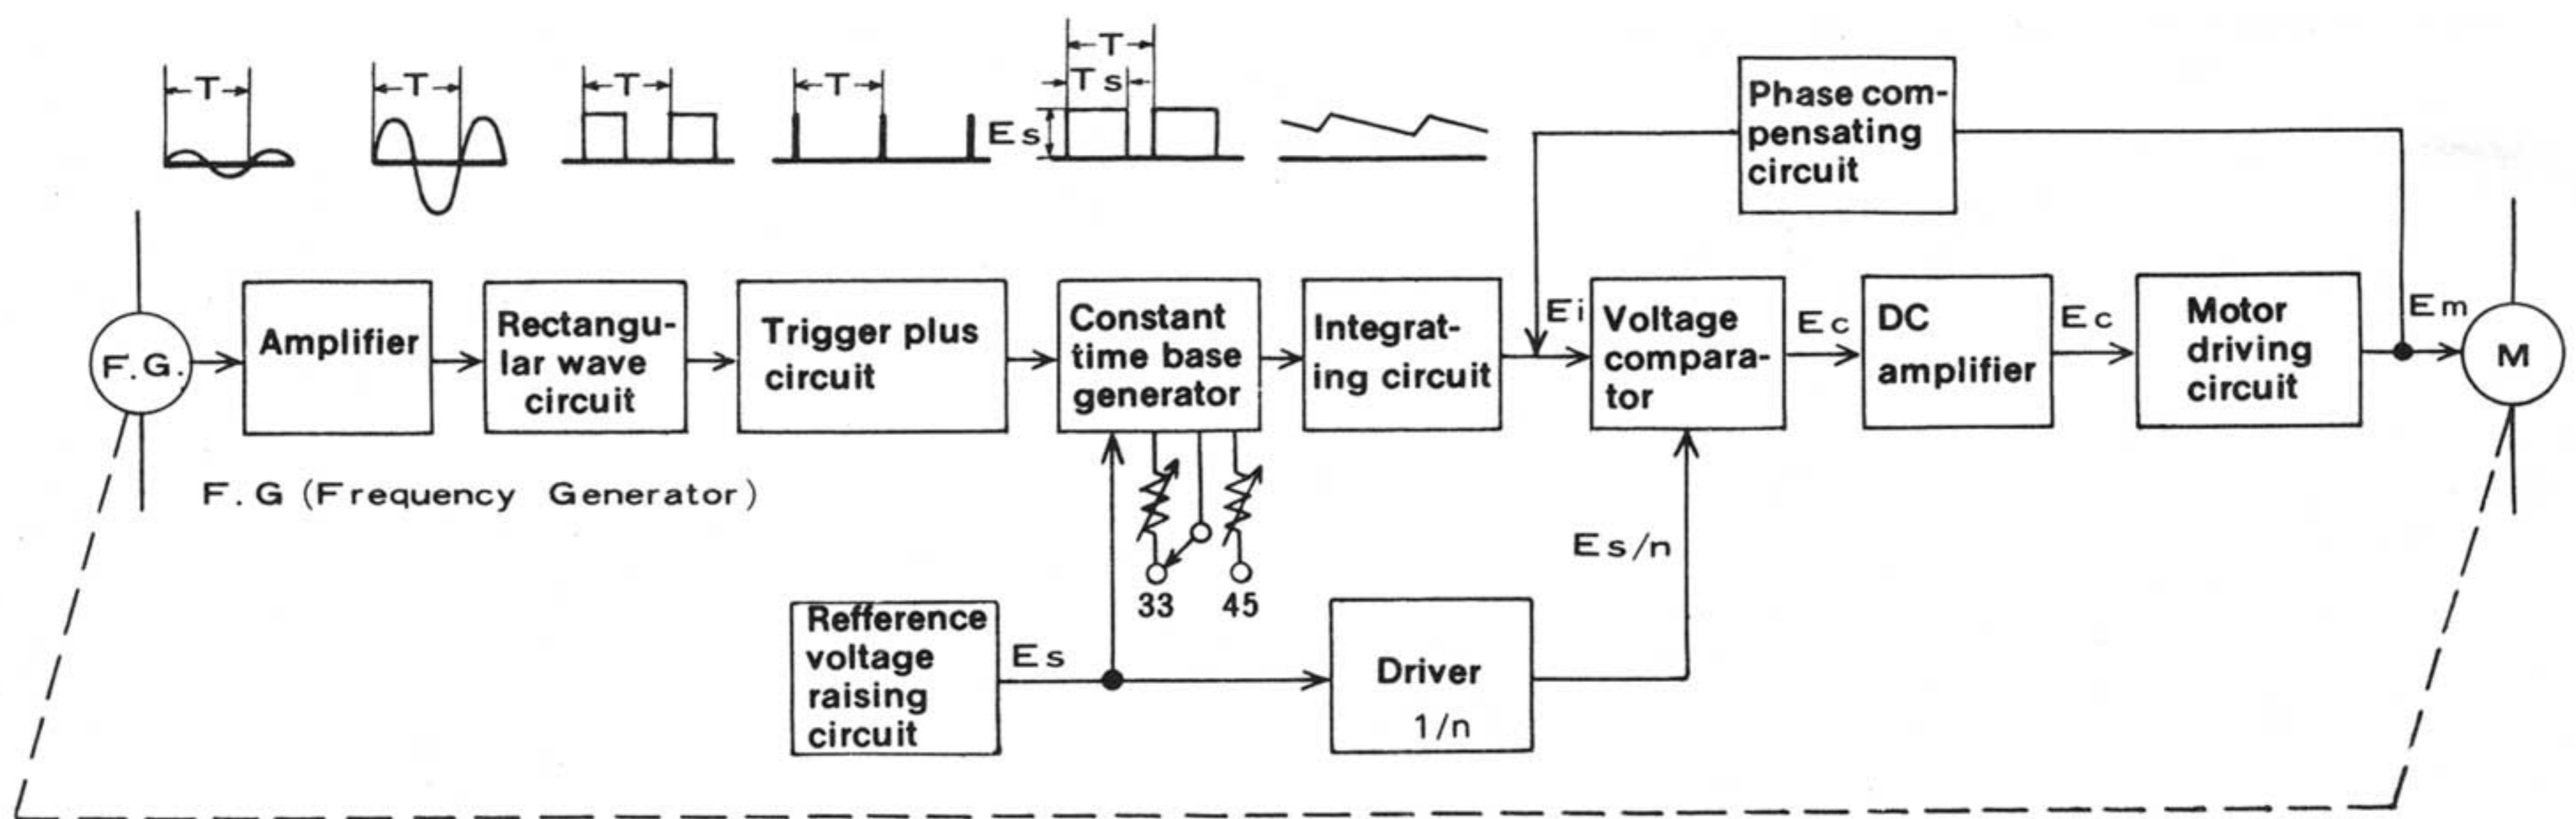 T
T
T
T
T
Ts
Es
Phase com-
pensating
circuit
F.G.
Amplifier
Rectangu-
lar wave
circuit
Trigger plus
circuit
Constant
time base
generator
Integrat-
ing circuit
Ei
Voltage
compara-
tor
Ec
DC
amplifier
Ec
Motor
driving
circuit
Em
M
F.G (Frequency Generator)
33
45
Es/n
Refference
voltage
raising
circuit
Es
Driver
1/n